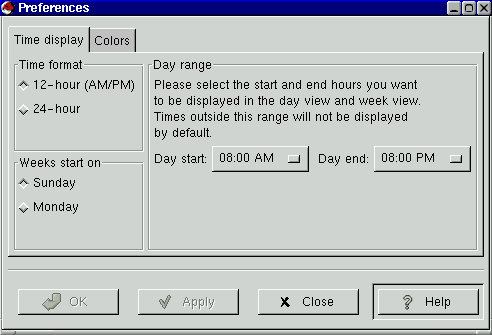 Preferences
Time display
Colors
Time format
12-hour (AM/PM)
24-hour
Weeks start on
Sunday
Monday
Day range
Please select the start and end hours you want
to be displayed in the day view and week view.
Times outside this range will not be displayed
by default.
Day start: 08:00 AM Day end: 08:00 PM
OK Apply Close Help